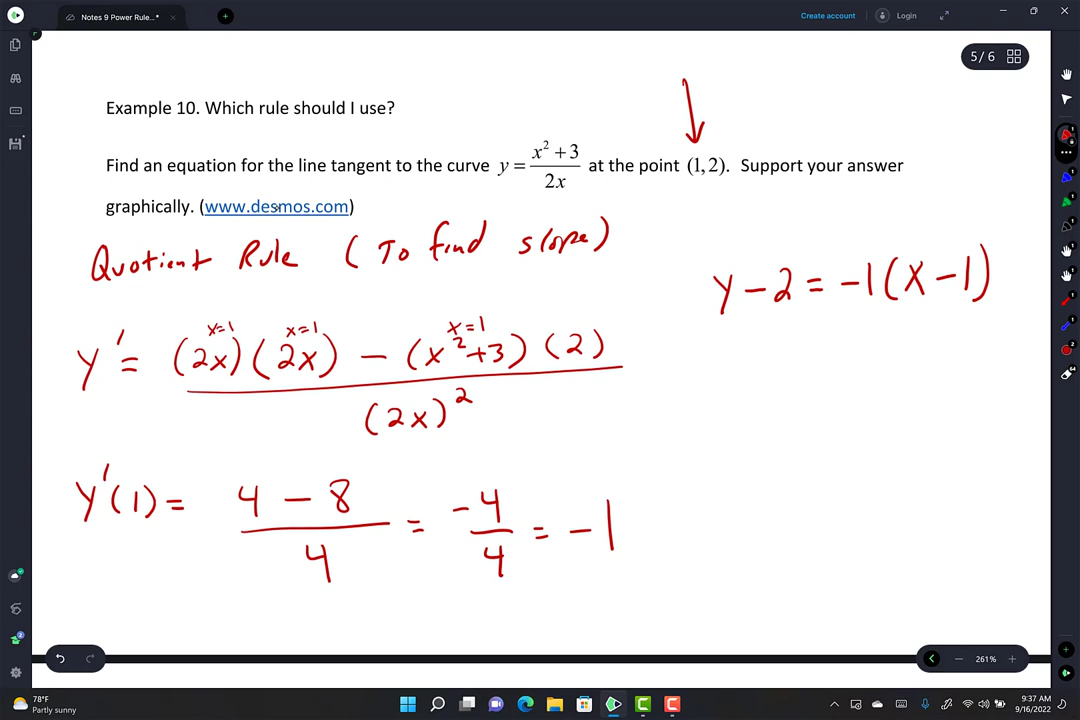 Notes 9 Power Rule...*
Create account
Login
5 / 6
Example 10. Which rule should I use?
Find an equation for the line tangent to the curve y = (x² + 3)/(2x) at the point (1, 2). Support your answer
graphically. (www.desmos.com)
Quotient Rule (To find slope)
y - 2 = -1(x - 1)
x=1 x=1 x=1
y' = ((2x)(2x) - (x²+3)(2))/(2x)²
y'(1) = (4 - 8)/4 = -4/4 = -1
261%
78°F
Partly sunny
9:37 AM
9/16/2022